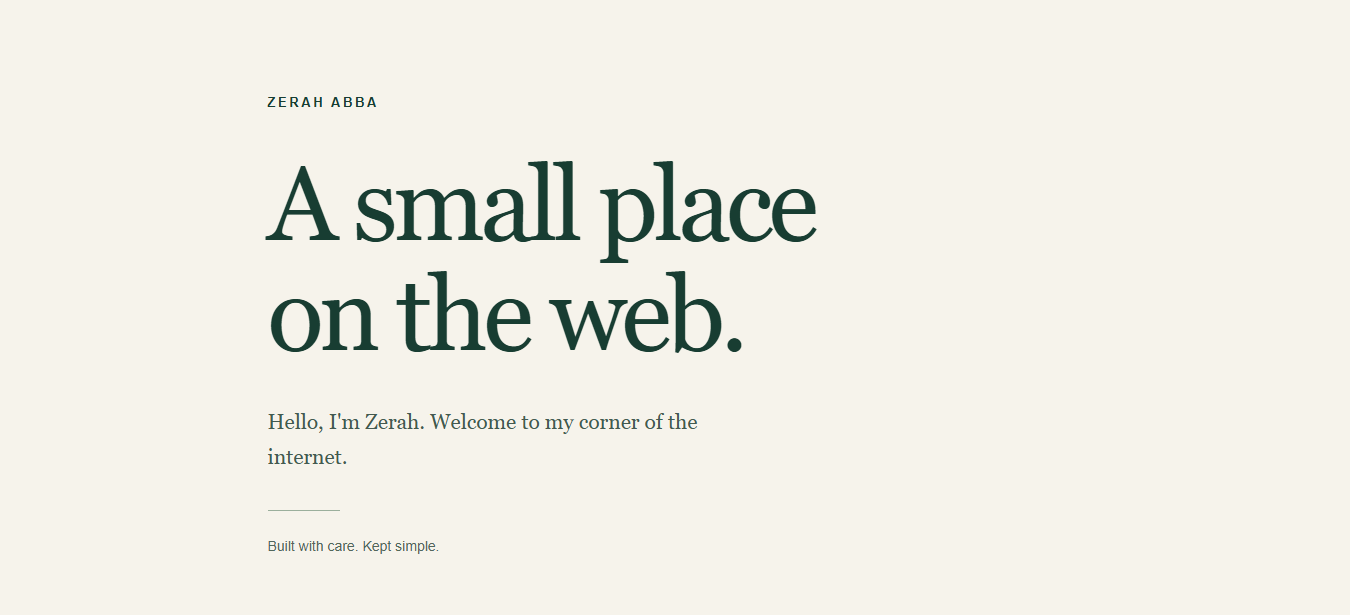 ZERAH ABBA
A small place
on the web.
Hello, I'm Zerah. Welcome to my corner of the
internet.
Built with care. Kept simple.